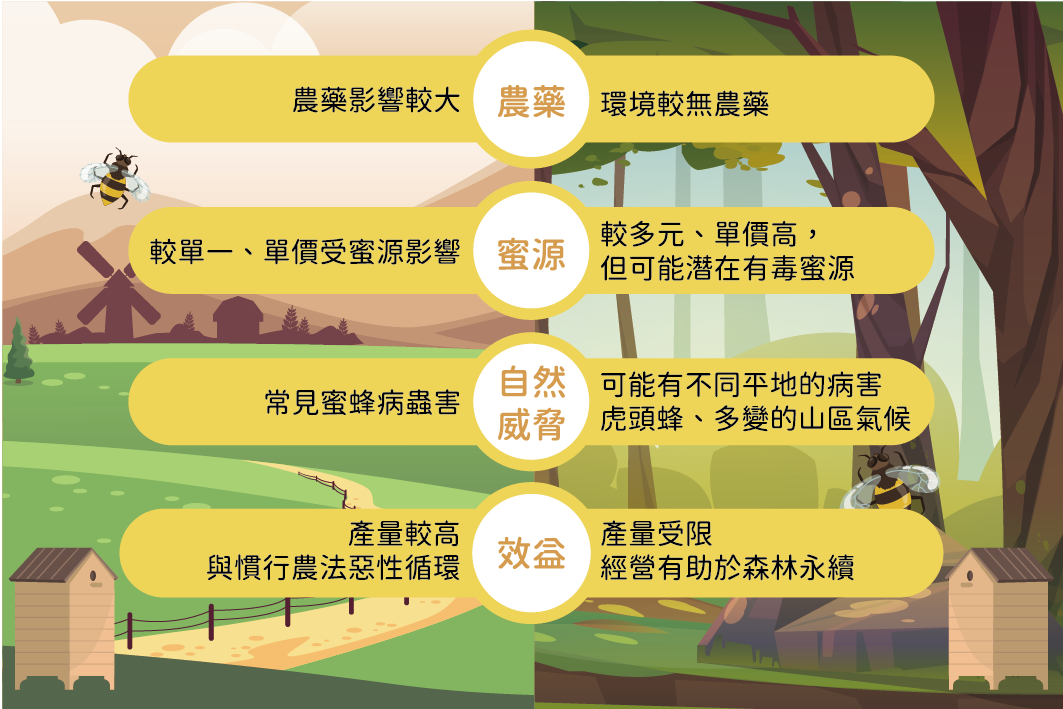 農藥影響較大
農藥
環境較無農藥
較單一、單價受蜜源影響
蜜源
較多元、單價高，
但可能潛在有毒蜜源
常見蜜蜂病蟲害
自然
威脅
可能有不同平地的病害
虎頭蜂、多變的山區氣候
產量較高
與慣行農法惡性循環
效益
產量受限
經營有助於森林永續